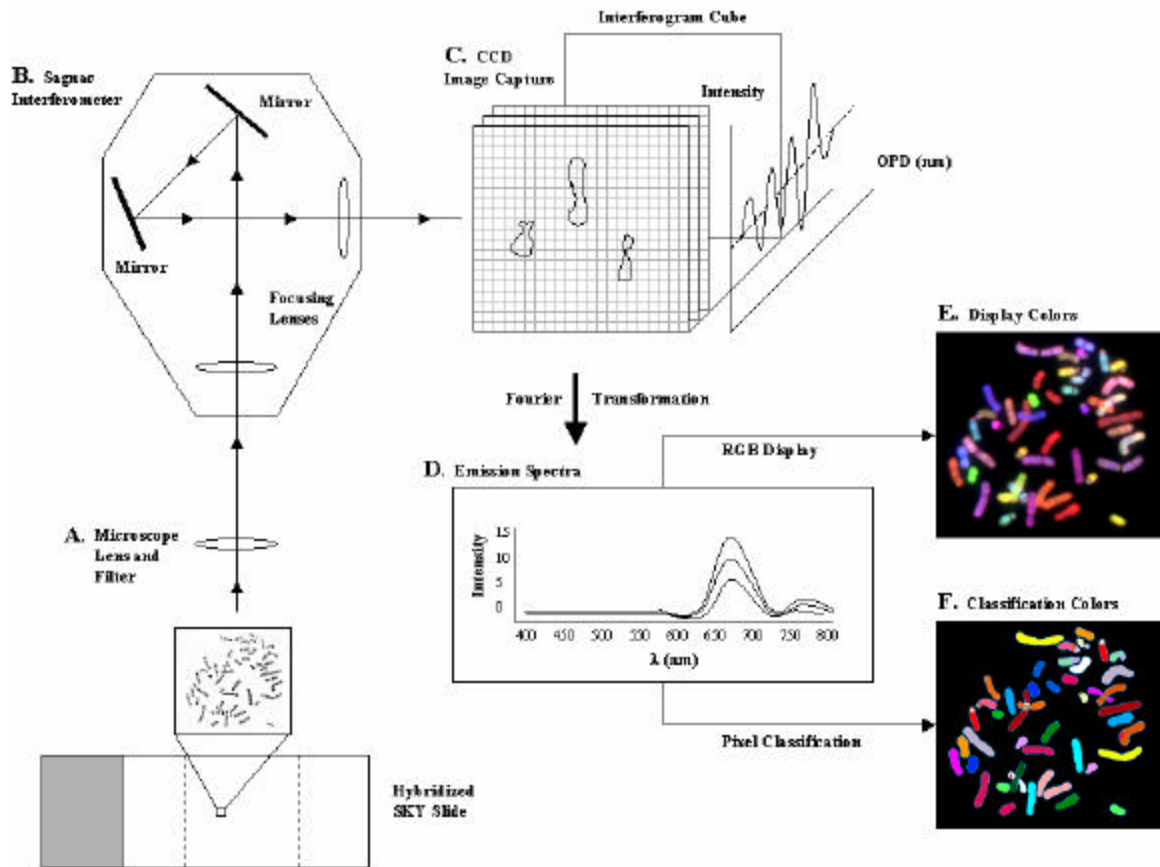 Interferogram Cube
B. Sagnac
Interferometer
Mirror
Mirror
Focusing
Lenses
C. CCD
Image Capture
Intensity
OPD (nm)
A. Microscope
Lens and
Filter
Hybridized
SKY Slide
Fourier Transformation
D. Emission Spectra
Intensity
15
10
5
0
400 450 500 550 600 650 700 750 800
λ (nm)
RGB Display
Pixel Classification
E. Display Colors
F. Classification Colors